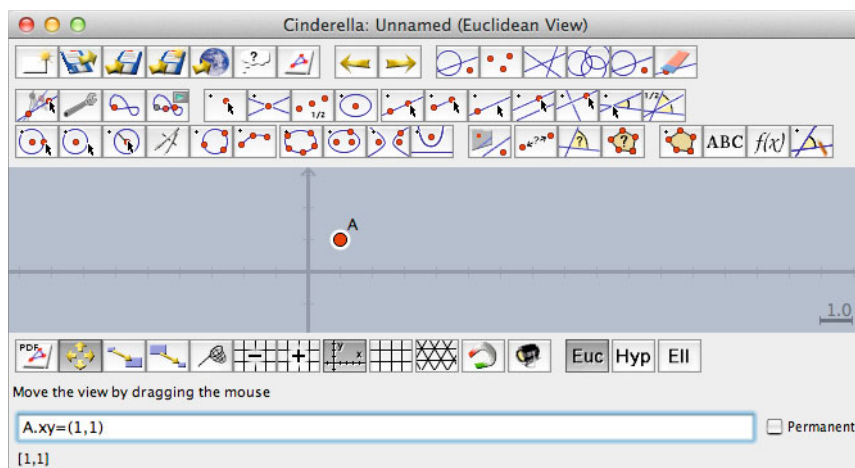 Cinderella: Unnamed (Euclidean View)
?
1/2
1/2
?
??
?
?
ABC
f(x)
A
1.0
PDF
y
x
Euc
Hyp
Ell
Move the view by dragging the mouse
A.xy=(1,1)
Permanent
[1,1]